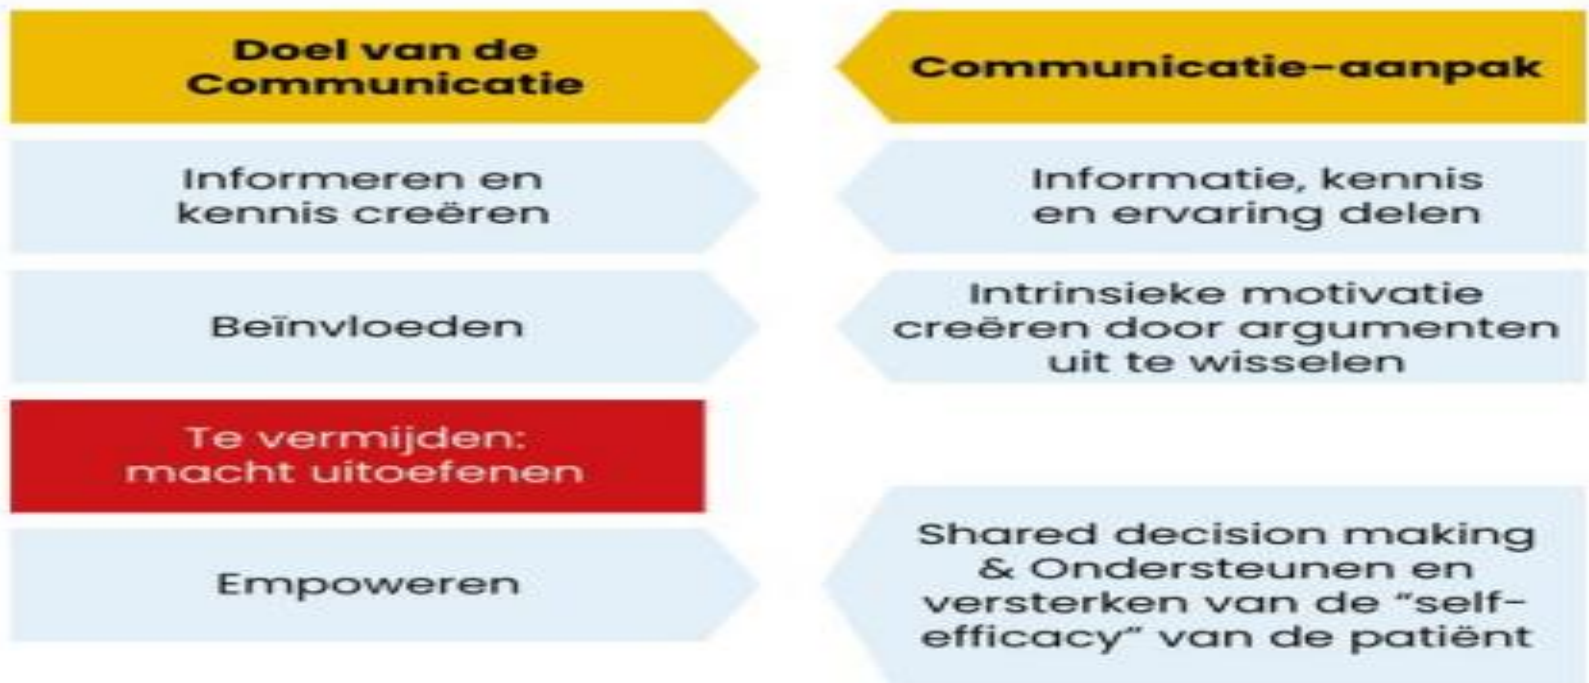 Doel van de
Communicatie
Communicatie-aanpak
Informeren en
kennis creëren
Informatie, kennis
en ervaring delen
Beïnvloeden
Intrinsieke motivatie
creëren door argumenten
uit te wisselen
Te vermijden:
macht uitoefenen
Empoweren
Shared decision making
& Ondersteunen en
versterken van de “self-
efficacy” van de patiënt